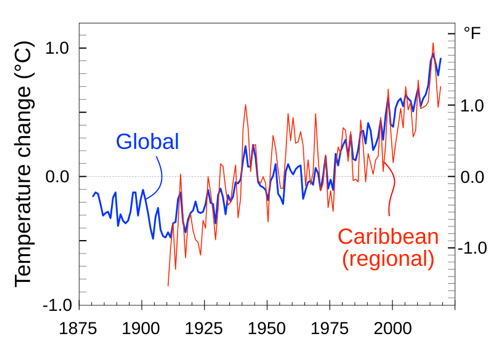 Temperature change (°C)
°F
1.0
0.0
-1.0
1.0
0.0
-1.0
Global
Caribbean
(regional)
1875 1900 1925 1950 1975 2000